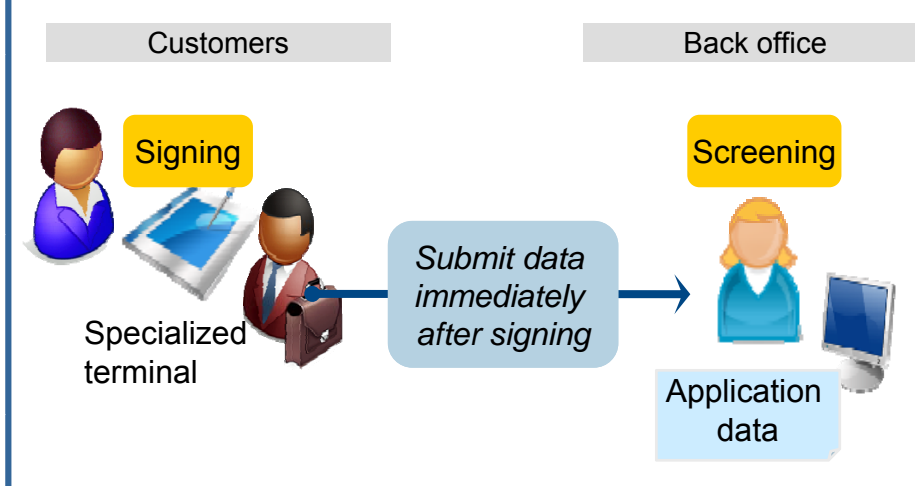 Customers
Back office
Signing
Screening
Submit data
immediately
after signing
Specialized
terminal
Application
data